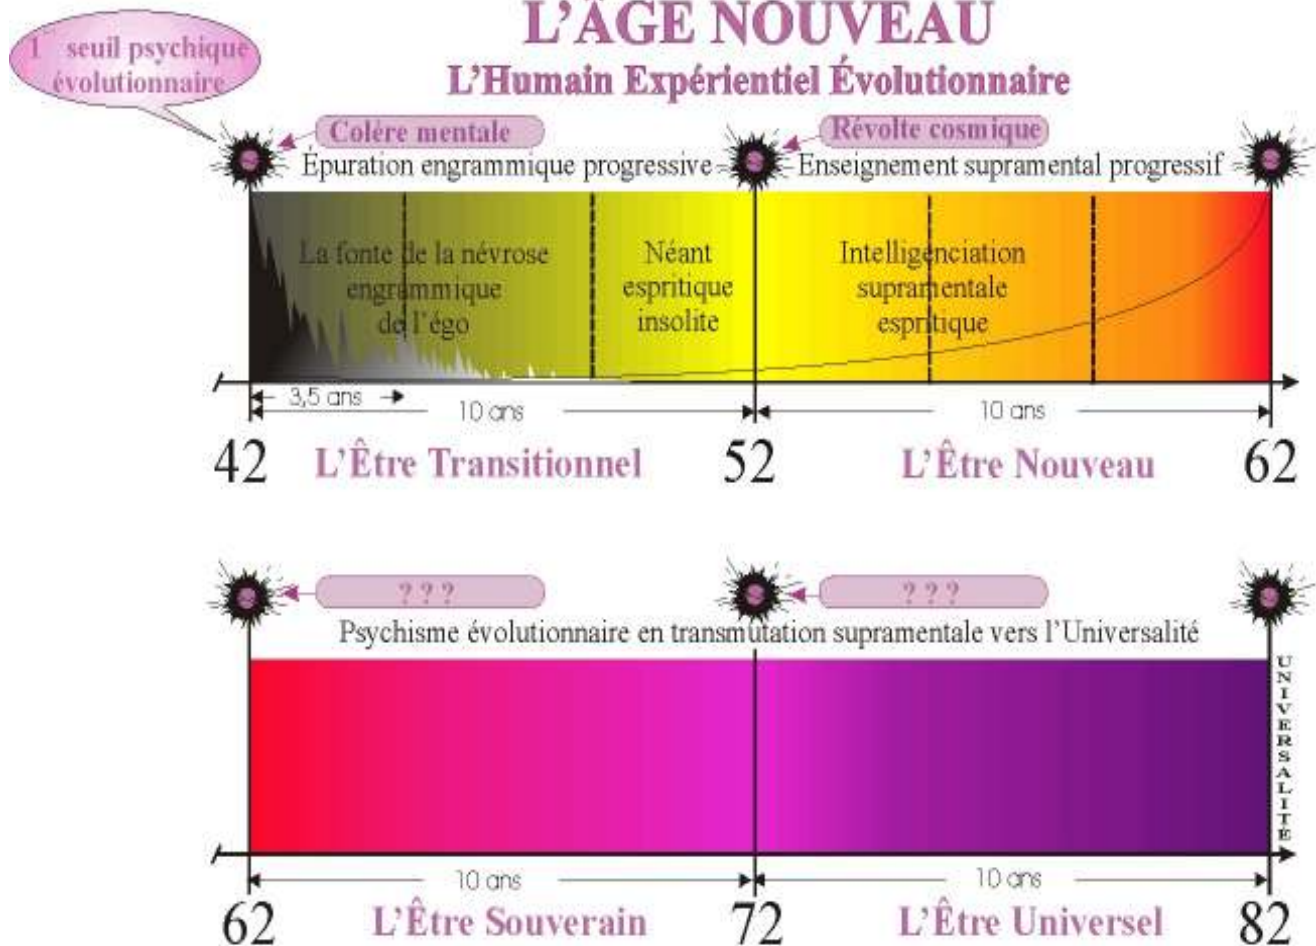 L'ÂGE NOUVEAU
L'Humain Expérientiel Évolutionnaire
1 seuil psychique
évolutionnaire
Colère mentale
Révolte cosmique
Épuration engrammique progressive
Enseignement supramental progressif
La fonte de la névrose
engrammique
de l'égo
Néant
espritique
insolite
Intelligenciation
supramentale
espritique
3,5 ans
10 ans
10 ans
42
L'Être Transitionnel
52
L'Être Nouveau
62
? ? ?
? ? ?
Psychisme évolutionnaire en transmutation supramentale vers l'Universalité
UNIVERSALITÉ
10 ans
10 ans
62
L'Être Souverain
72
L'Être Universel
82